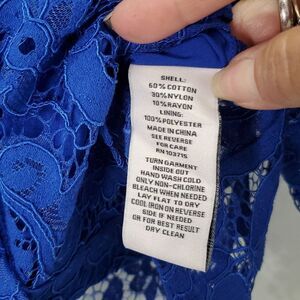 SHELL:
60% COTTON
30% NYLON
10% RAYON
LINING:
100% POLYESTER
MADE IN CHINA
SEE REVERSE
FOR CARE
RN 103715
TURN GARMENT
INSIDE OUT
HAND WASH COLD
ONLY NON-CHLORINE
BLEACH WHEN NEEDED
LAY FLAT TO DRY
COOL IRON ON REVERSE
SIDE IF NEEDED
OR FOR BEST RESULT
DRY CLEAN